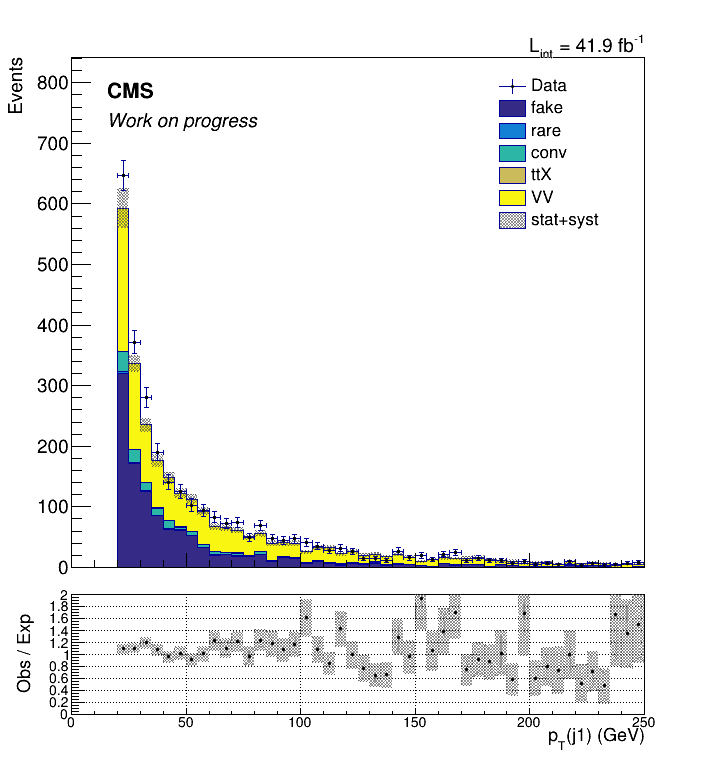 L_int = 41.9 fb^-1
Events
800
700
600
500
400
300
200
100
0
CMS
Work on progress
Data
fake
rare
conv
ttX
VV
stat+syst
Obs / Exp
2
1.8
1.6
1.4
1.2
1
0.8
0.6
0.4
0.2
0
0 50 100 150 200 250
p_T(j1) (GeV)